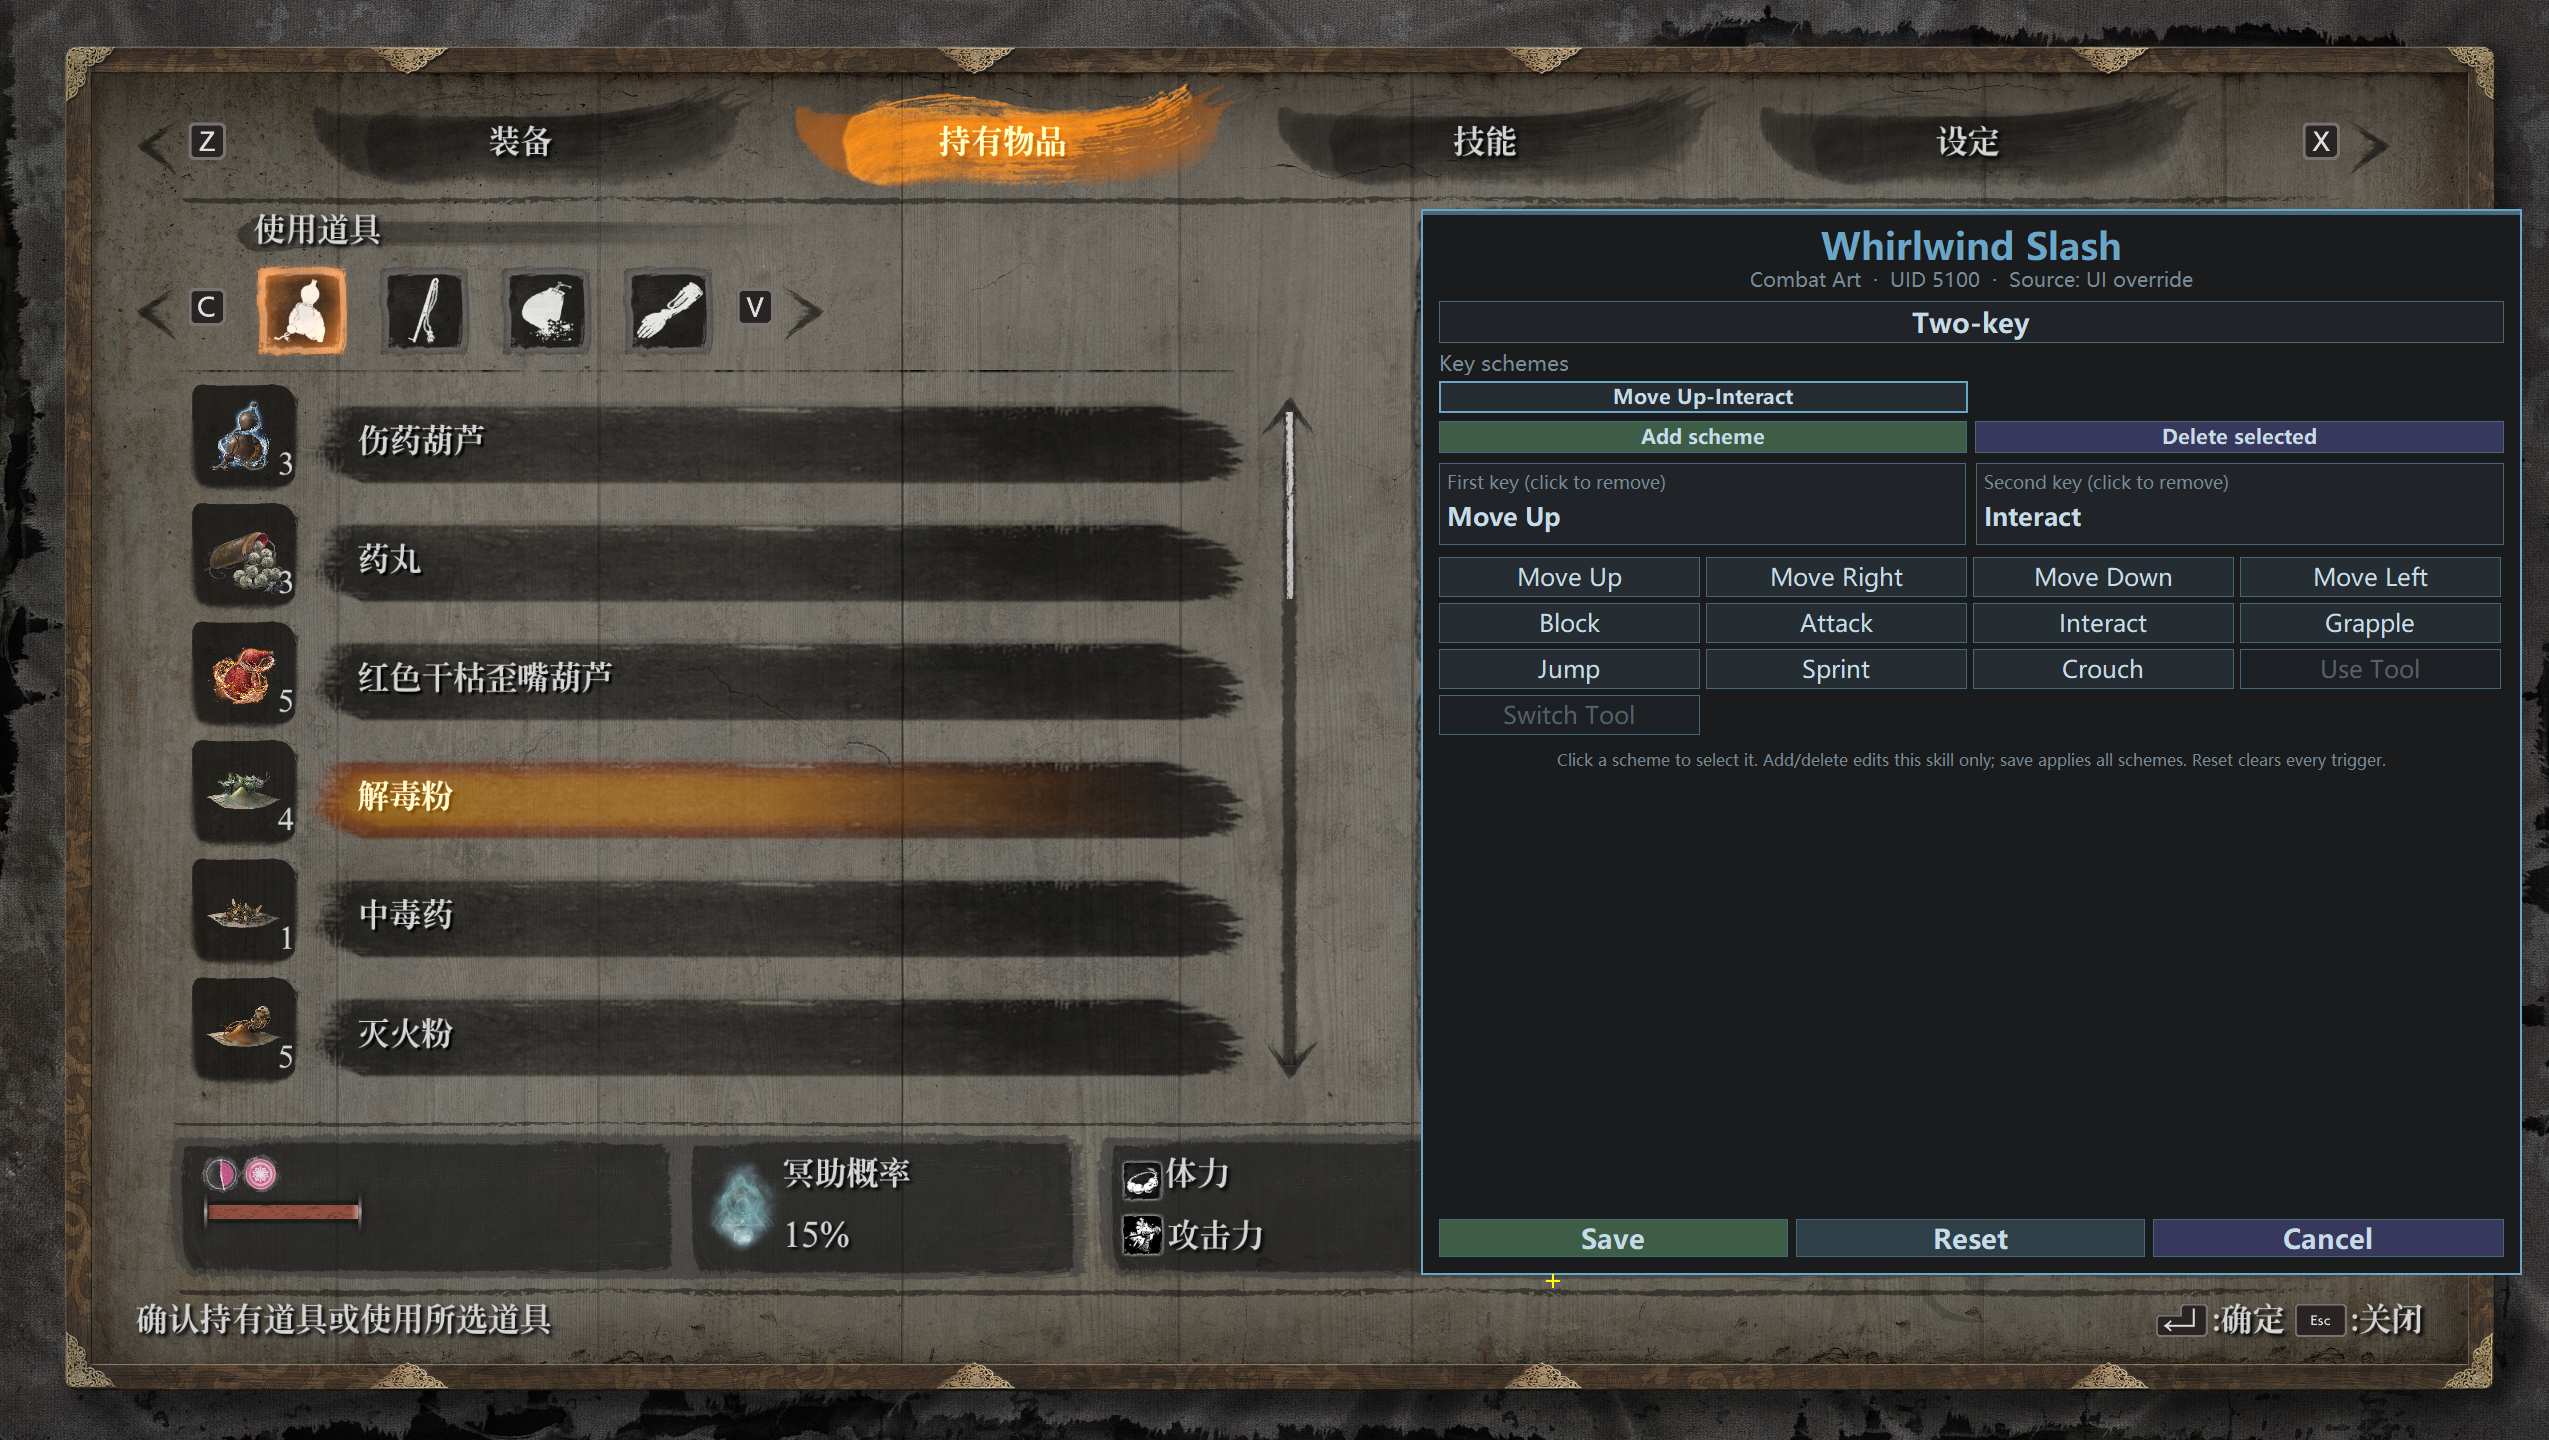 Z
装备
持有物品
技能
设定
X
使用道具
C
V
3
伤药葫芦
3
药丸
5
红色干枯歪嘴葫芦
4
解毒粉
1
中毒药
5
灭火粉
冥助概率
15%
体力
攻击力
确认持有道具或使用所选道具
:确定 Esc :关闭
Whirlwind Slash
Combat Art · UID 5100 · Source: UI override
Two-key
Key schemes
Move Up-Interact
Add scheme
Delete selected
First key (click to remove)
Move Up
Second key (click to remove)
Interact
Move Up
Move Right
Move Down
Move Left
Block
Attack
Interact
Grapple
Jump
Sprint
Crouch
Use Tool
Switch Tool
Click a scheme to select it. Add/delete edits this skill only; save applies all schemes. Reset clears every trigger.
Save
Reset
Cancel